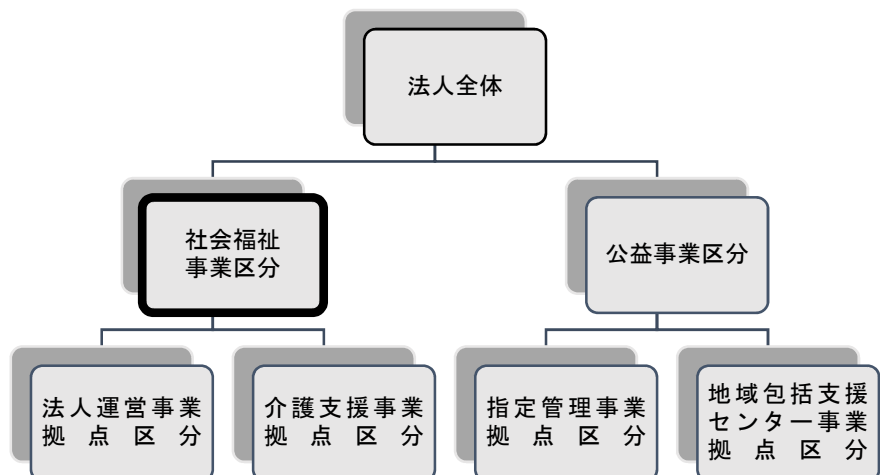 法人全体
社会福祉
事業区分
公益事業区分
法人運営事業
拠点区分
介護支援事業
拠点区分
指定管理事業
拠点区分
地域包括支援
センター事業
拠点区分